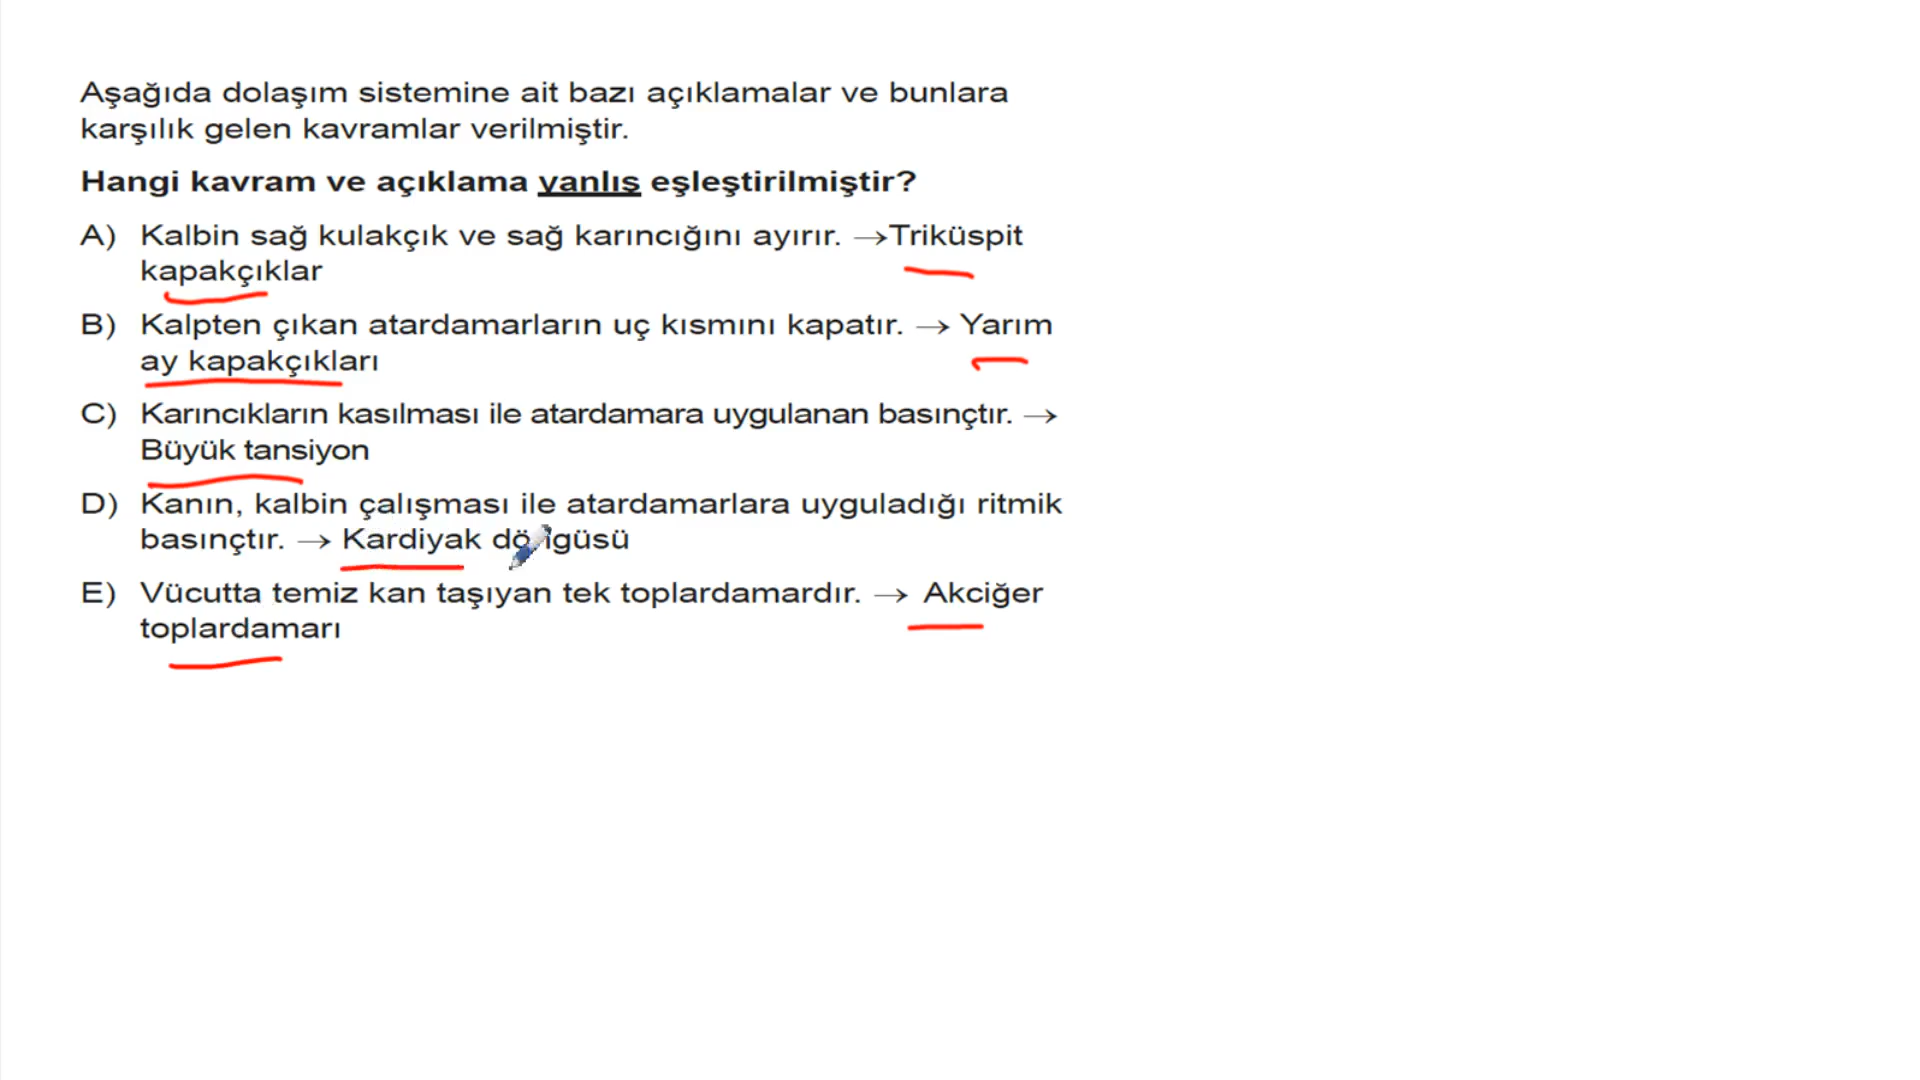 Aşağıda dolaşım sistemine ait bazı açıklamalar ve bunlara
karşılık gelen kavramlar verilmiştir.
Hangi kavram ve açıklama yanlış eşleştirilmiştir?
A) Kalbin sağ kulakçık ve sağ karıncığını ayırır. →Triküspit
kapakçıklar
B) Kalpten çıkan atardamarların uç kısmını kapatır. → Yarım
ay kapakçıkları
C) Karıncıkların kasılması ile atardamara uygulanan basınçtır. →
Büyük tansiyon
D) Kanın, kalbin çalışması ile atardamarlara uyguladığı ritmik
basınçtır. → Kardiyak döngüsü
E) Vücutta temiz kan taşıyan tek toplardamardır. → Akciğer
toplardamarı